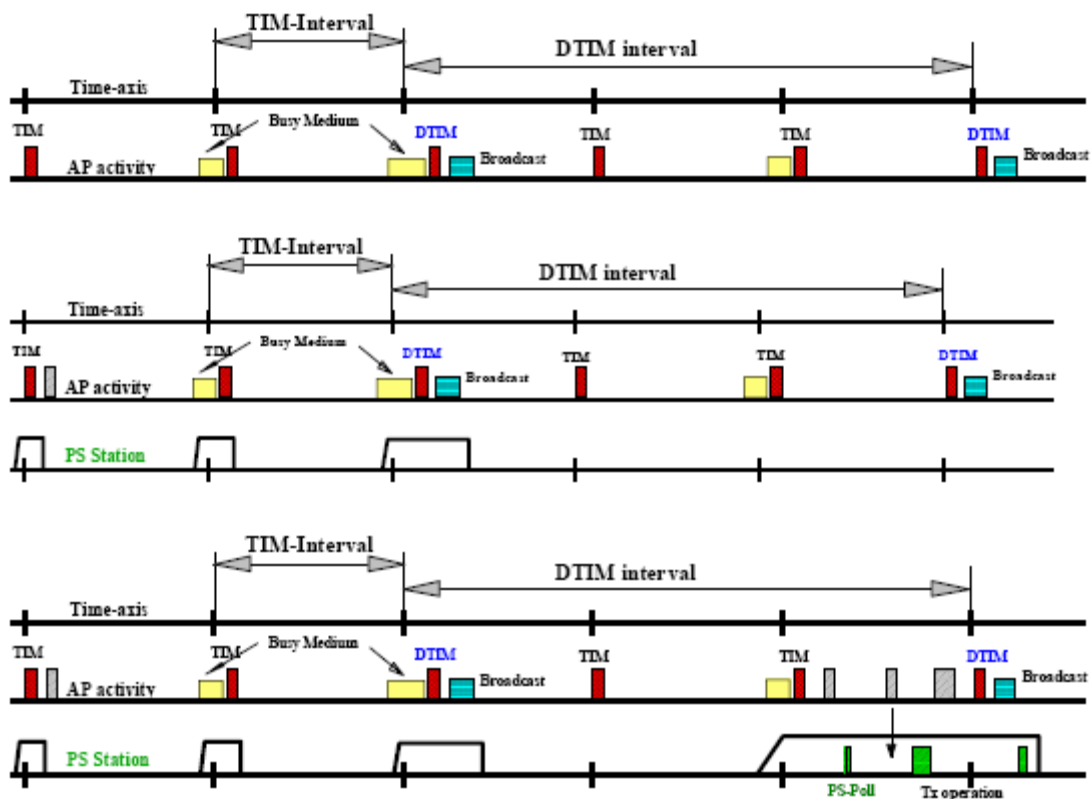 TIM-Interval
DTIM interval
Time-axis
TIM TIM Busy Medium DTIM TIM TIM DTIM
AP activity Broadcast Broadcast
TIM-Interval
DTIM interval
Time-axis
TIM TIM Busy Medium DTIM TIM TIM DTIM
AP activity Broadcast Broadcast
PS Station
TIM-Interval
DTIM interval
Time-axis
TIM TIM Busy Medium DTIM TIM TIM DTIM
AP activity Broadcast Broadcast
PS Station
PS-Poll Tx operation